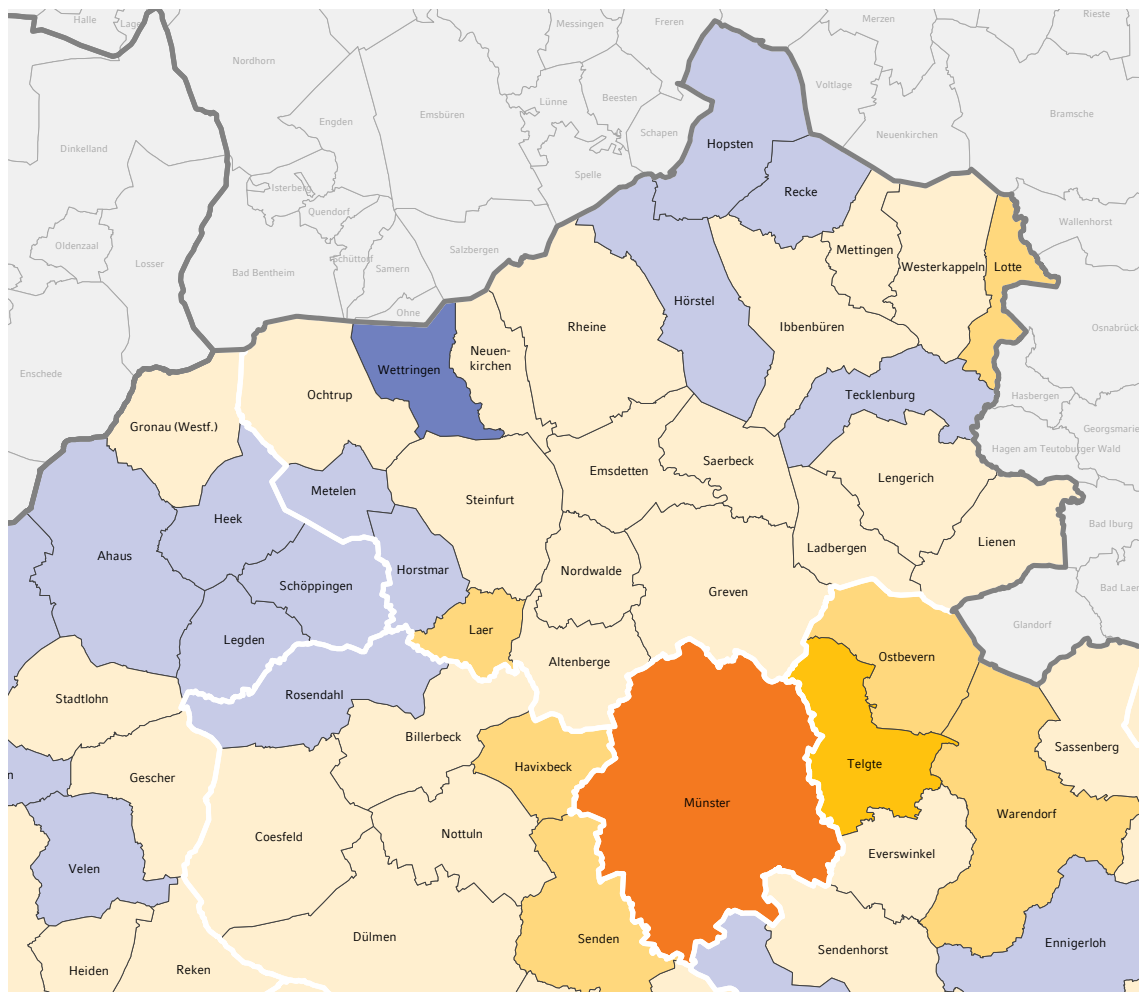 Halle
Lage
Messingen
Freren
Merzen
Rieste
Nordhorn
Voltlage
Lünne
Beesten
Emsbüren
Engden
Schapen
Neuenkirchen
Bramsche
Dinkelland
Hopsten
Spelle
Isterberg
Recke
Quendorf
Wallenhorst
Oldenzaal
Losser
Bad Bentheim
Schüttorf
Samern
Salzbergen
Mettingen
Westerkappeln
Lotte
Hörstel
Ohne
Rheine
Ibbenbüren
Osnabrück
Enschede
Wettringen
Neuen-
kirchen
Ochtrup
Tecklenburg
Hasbergen
Gronau (Westf.)
Georgsmarie
Hagen am Teutoburger Wald
Saerbeck
Emsdetten
Lengerich
Metelen
Steinfurt
Heek
Bad Iburg
Ahaus
Lienen
Ladbergen
Horstmar
Nordwalde
Schöppingen
Bad Laer
Greven
Glandorf
Laer
Legden
Ostbevern
Altenberge
Rosendahl
Stadtlohn
Billerbeck
Sassenberg
Havixbeck
Telgte
n
Gescher
Münster
Warendorf
Nottuln
Coesfeld
Everswinkel
Velen
Dülmen
Senden
Sendenhorst
Ennigerloh
Heiden
Reken